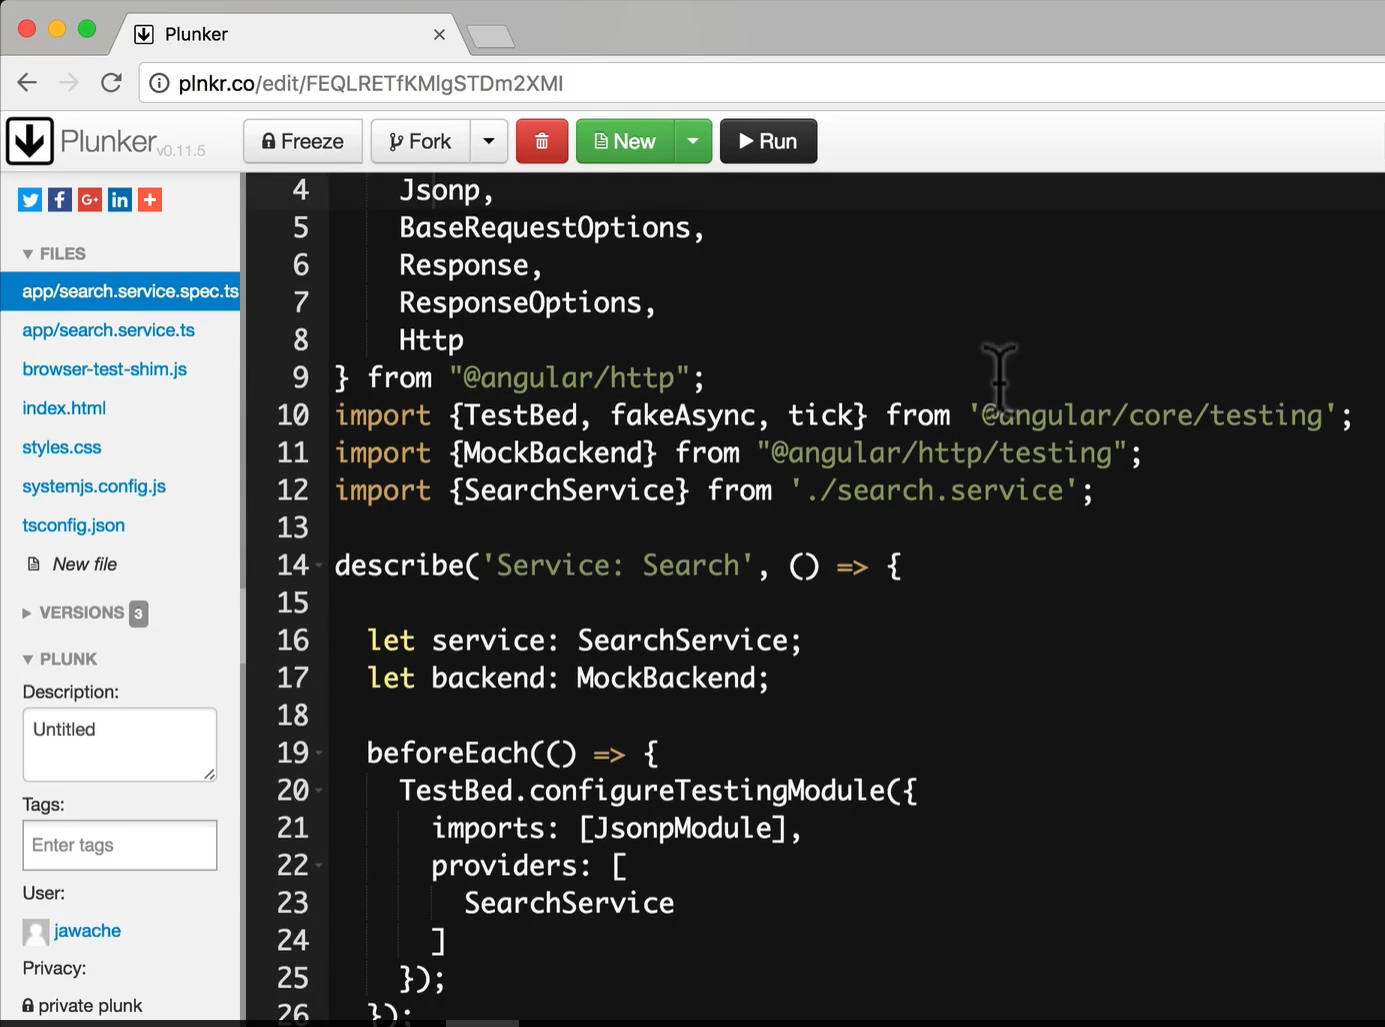 Plunker
plnkr.co/edit/FEQLRETfKMlgSTDm2XMI
Plunker v0.11.5
Freeze
Fork
New
Run
FILES
app/search.service.spec.ts
app/search.service.ts
browser-test-shim.js
index.html
styles.css
systemjs.config.js
tsconfig.json
New file
VERSIONS 3
PLUNK
Description:
Untitled
Tags:
Enter tags
User:
jawache
Privacy:
private plunk
4 Jsonp,
5 BaseRequestOptions,
6 Response,
7 ResponseOptions,
8 Http
9 } from "@angular/http";
10 import {TestBed, fakeAsync, tick} from '@angular/core/testing';
11 import {MockBackend} from "@angular/http/testing";
12 import {SearchService} from './search.service';
13
14 describe('Service: Search', () => {
15
16 let service: SearchService;
17 let backend: MockBackend;
18
19 beforeEach(() => {
20 TestBed.configureTestingModule({
21 imports: [JsonpModule],
22 providers: [
23 SearchService
24 ]
25 });
26 });